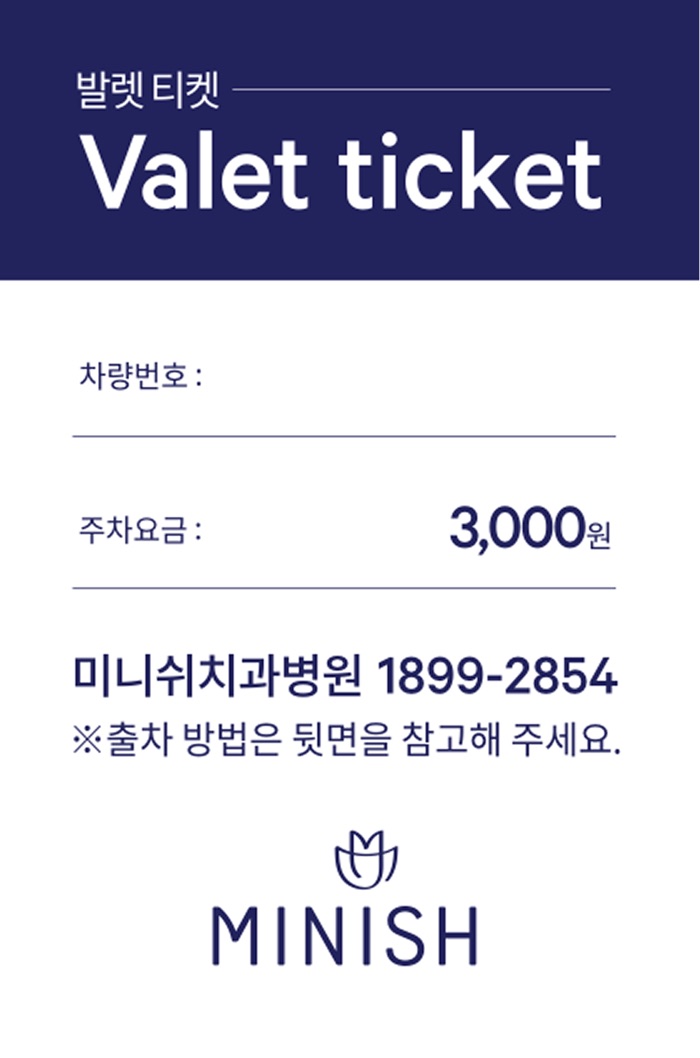 발렛 티켓
Valet ticket
차량번호 :
주차요금 : 3,000원
미니쉬치과병원 1899-2854
※출차 방법은 뒷면을 참고해 주세요.
MINISH